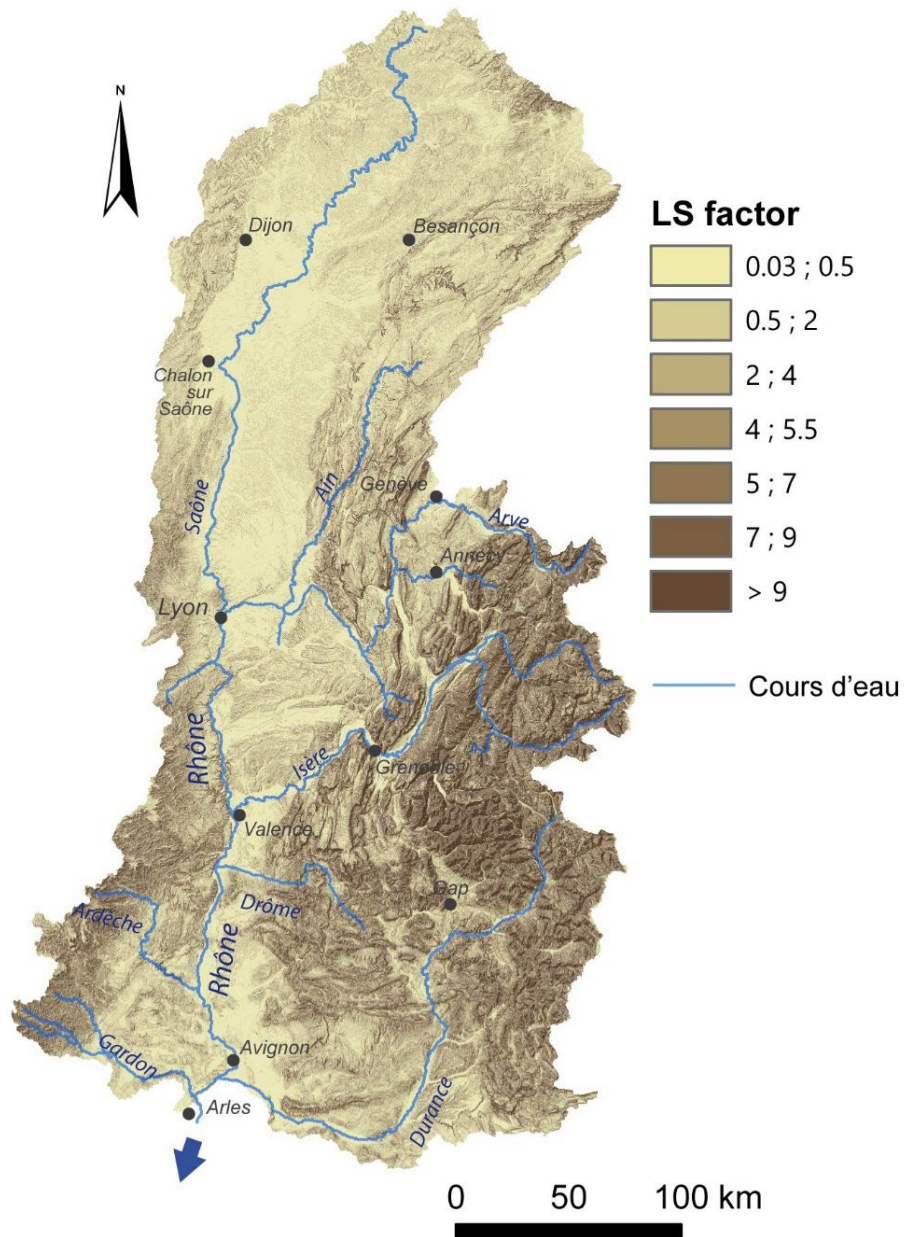 N
Dijon
Besançon
Chalon
sur
Saône
Saône
Ain
Genève
Arve
Annecy
Lyon
Rhône
Isère
Grenoble
Valence
Drôme
Gap
Ardèche
Rhône
Gardon
Avignon
Arles
Durance
LS factor
0.03 ; 0.5
0.5 ; 2
2 ; 4
4 ; 5.5
5 ; 7
7 ; 9
> 9
Cours d'eau
0 50 100 km